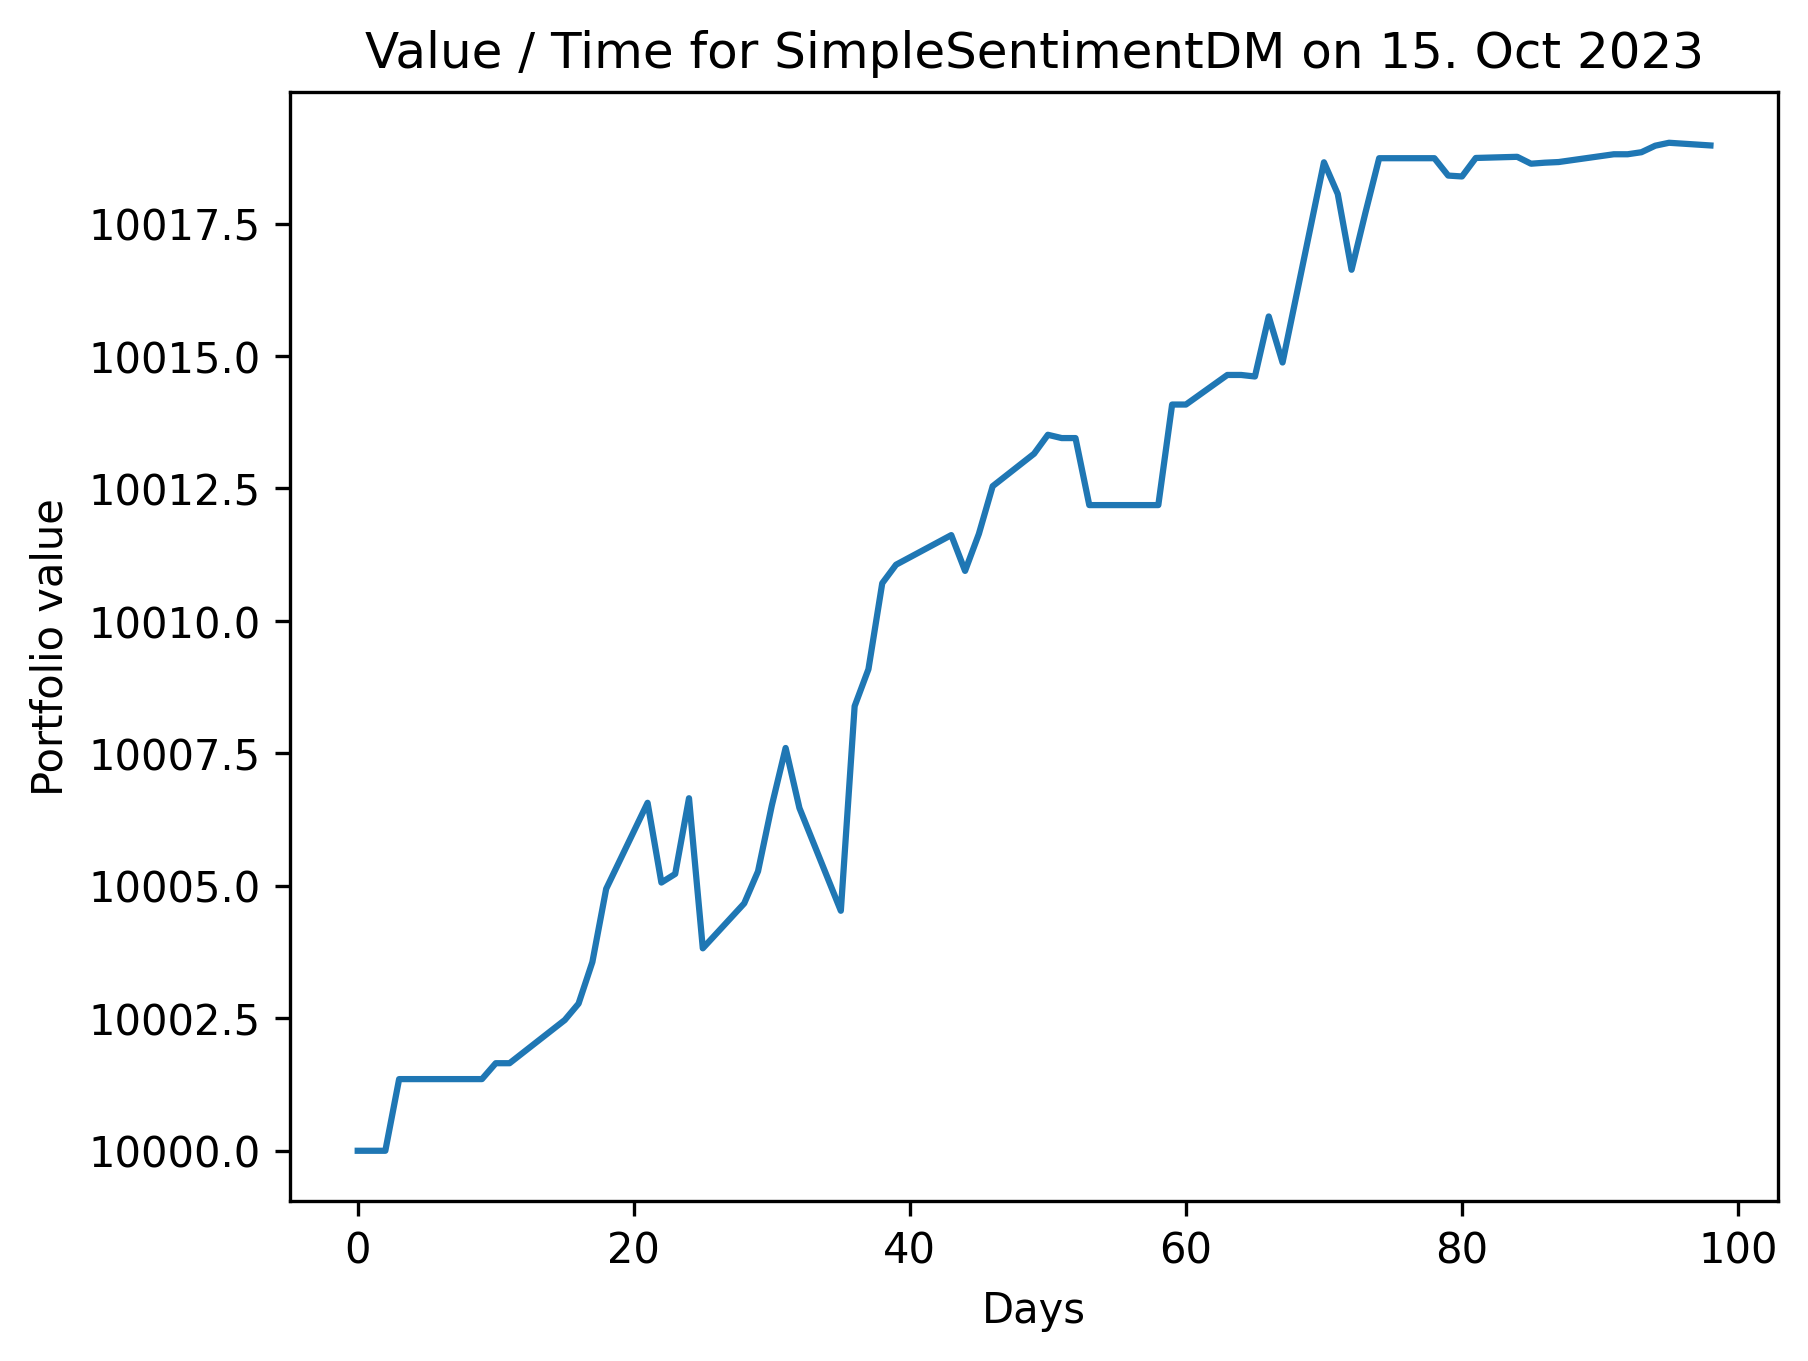 Value / Time for SimpleSentimentDM on 15. Oct 2023
Portfolio value
10017.5
10015.0
10012.5
10010.0
10007.5
10005.0
10002.5
10000.0
0 20 40 60 80 100
Days